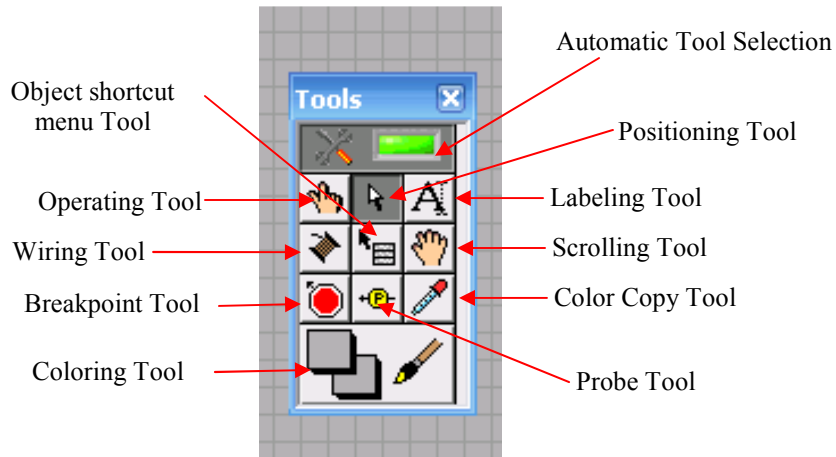 Automatic Tool Selection
Object shortcut
menu Tool
Tools
Positioning Tool
Operating Tool
A
Labeling Tool
Wiring Tool
Scrolling Tool
Breakpoint Tool
P
Color Copy Tool
Coloring Tool
Probe Tool